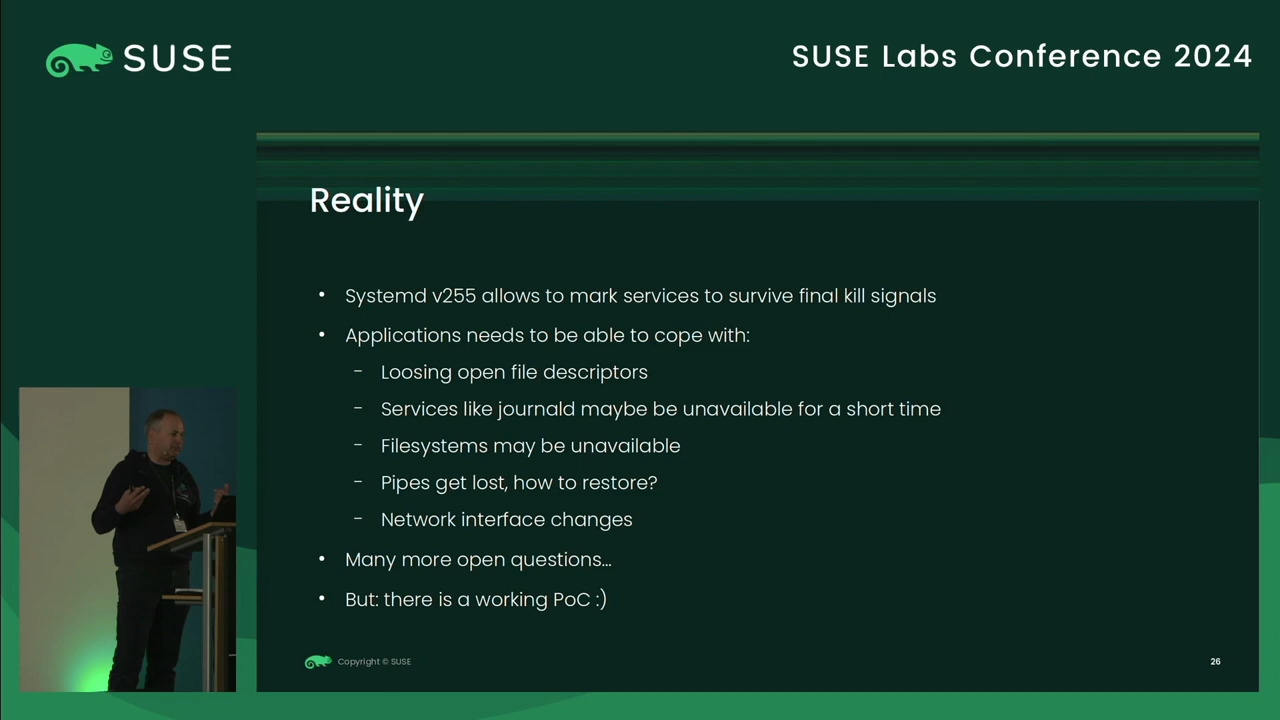 SUSE
SUSE Labs Conference 2024
Reality
• Systemd v255 allows to mark services to survive final kill signals
• Applications needs to be able to cope with:
- Loosing open file descriptors
- Services like journald maybe be unavailable for a short time
- Filesystems may be unavailable
- Pipes get lost, how to restore?
- Network interface changes
• Many more open questions...
• But: there is a working PoC :)
Copyright © SUSE
26